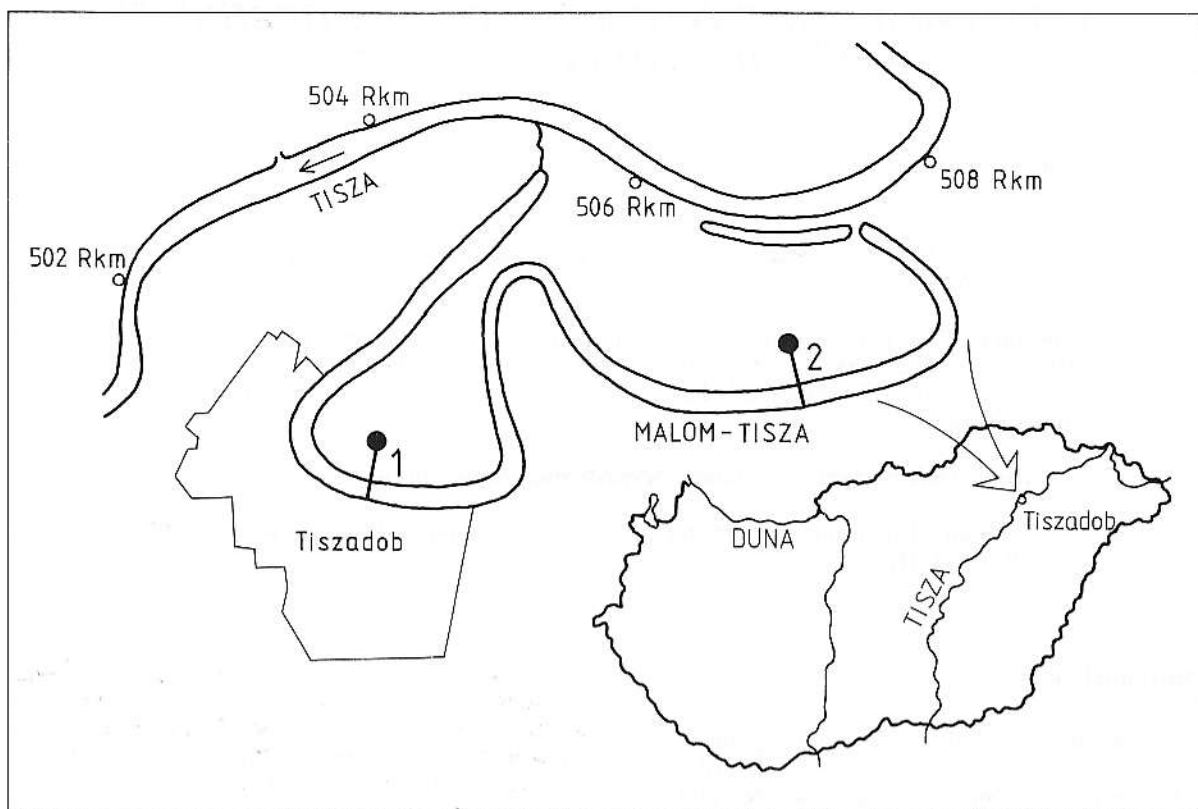 504 Rkm
TISZA
506 Rkm
508 Rkm
502 Rkm
2
MALOM-TISZA
1
Tiszadob
DUNA
Tiszadob
TISZA